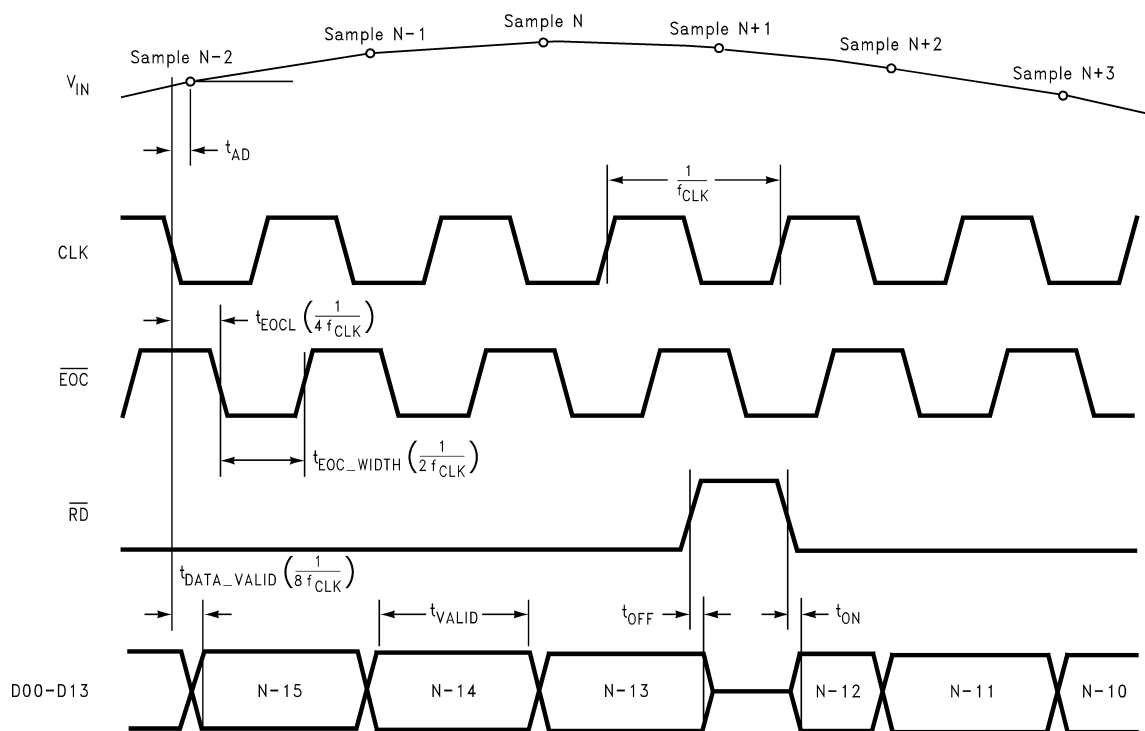 Sample N-2
Sample N-1
Sample N
Sample N+1
Sample N+2
Sample N+3
VIN
tAD
1
fCLK
CLK
tEOCL (1/4 fCLK)
EOC
tEOC_WIDTH (1/2 fCLK)
RD
tDATA_VALID (1/8 fCLK)
tVALID
tOFF
tON
D00-D13
N-15
N-14
N-13
N-12
N-11
N-10